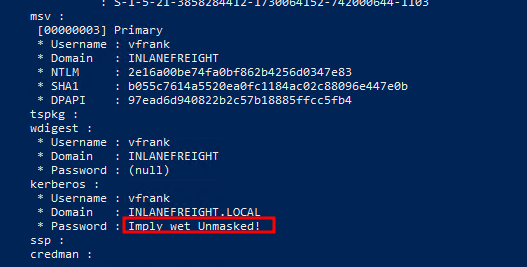 : S-1-5-21-3858284412-1730064152-742000644-1103
msv :
[00000003] Primary
* Username : vfrank
* Domain : INLANEFREIGHT
* NTLM : 2e16a00be74fa0bf862b4256d0347e83
* SHA1 : b055c7614a5520ea0fc1184ac02c88096e447e0b
* DPAPI : 97ead6d940822b2c57b18885ffcc5fb4
tspkg :
wdigest :
* Username : vfrank
* Domain : INLANEFREIGHT
* Password : (null)
kerberos :
* Username : vfrank
* Domain : INLANEFREIGHT.LOCAL
* Password : Imply wet Unmasked!
ssp :
credman :